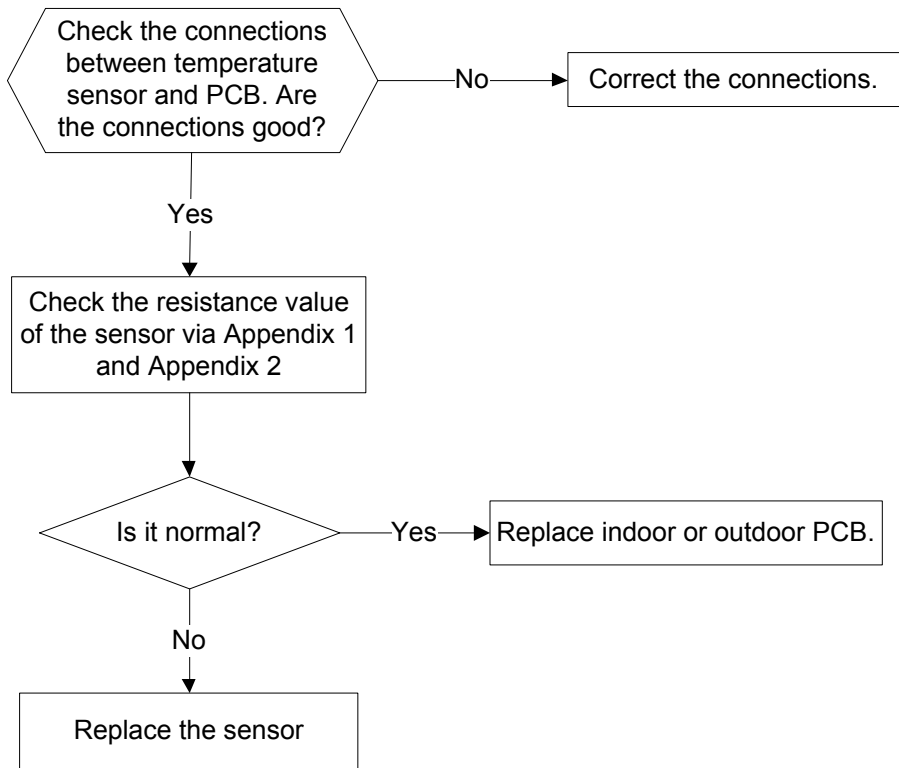 Check the connections
between temperature
sensor and PCB. Are
the connections good?
No
Correct the connections.
Yes
Check the resistance value
of the sensor via Appendix 1
and Appendix 2
Is it normal?
Yes
Replace indoor or outdoor PCB.
No
Replace the sensor